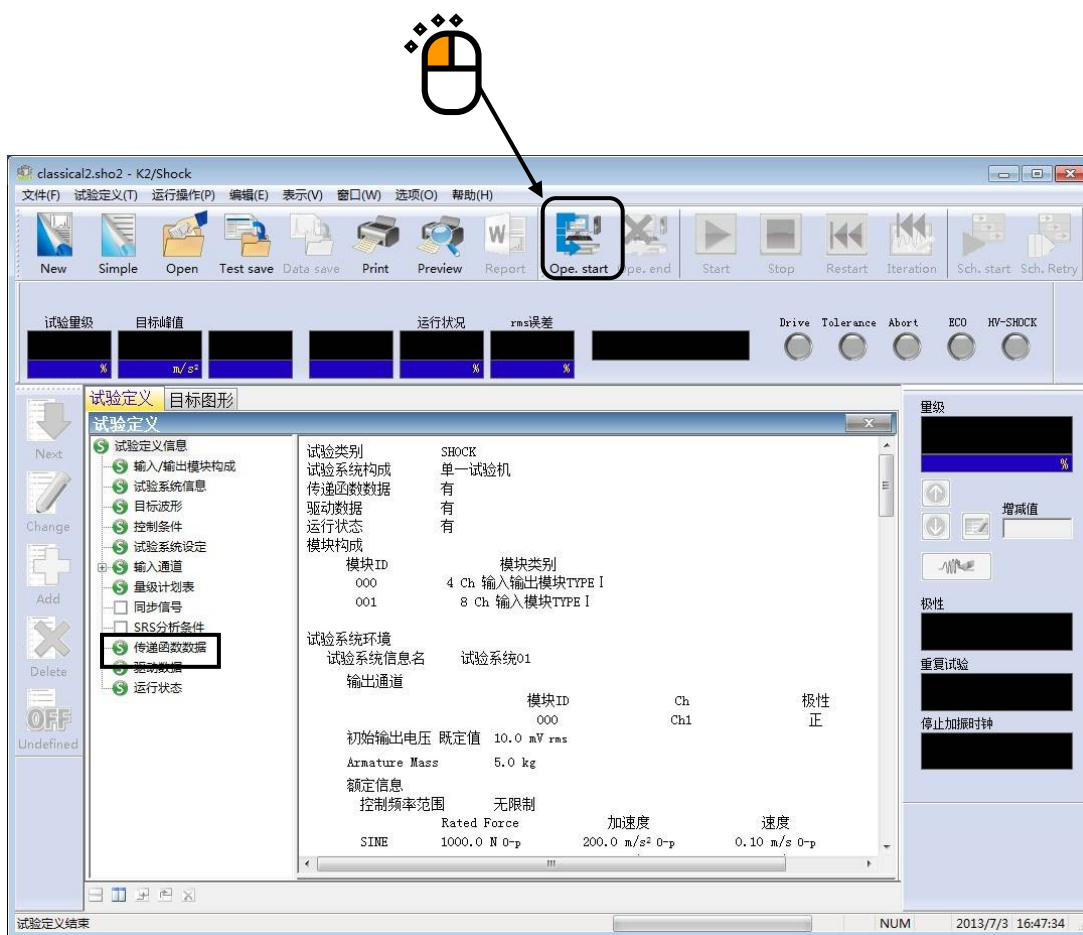 classical2.sho2 - K2/Shock
文件(F) 试验定义(T) 运行操作(P) 编辑(E) 表示(V) 窗口(W) 选项(O) 帮助(H)
New Simple Open Test save Data save Print Preview Report Ope. start Ope. end Start Stop Restart Iteration Sch. start Sch. Retry
试验量级 目标峰值 运行状况 rms误差 Drive Tolerance Abort ECO HV-SHOCK
% m/s² % %
Next
Change
Add
Delete
OFF
Undefined
试验定义 目标图形
试验定义
试验定义信息
输入/输出模块构成
试验系统信息
目标波形
控制条件
试验系统设定
输入通道
量级计划表
同步信号
SRS分析条件
传递函数数据
驱动数据
运行状态
试验类别 SHOCK
试验系统构成 单一试验机
传递函数数据 有
驱动数据 有
运行状态 有
模块构成
模块ID 模块类别
000 4 Ch 输入输出模块TYPEⅠ
001 8 Ch 输入模块TYPEⅠ
试验系统环境
试验系统信息名 试验系统01
输出通道
模块ID Ch 极性
000 Ch1 正
初始输出电压 既定值 10.0 mV rms
Armature Mass 5.0 kg
额定信息
控制频率范围 无限制
Rated Force 加速度 速度
SINE 1000.0 N 0-p 200.0 m/s² 0-p 0.10 m/s 0-p
量级
%
增减值
极性
重复试验
停止加振时钟
试验定义结束 NUM 2013/7/3 16:47:34